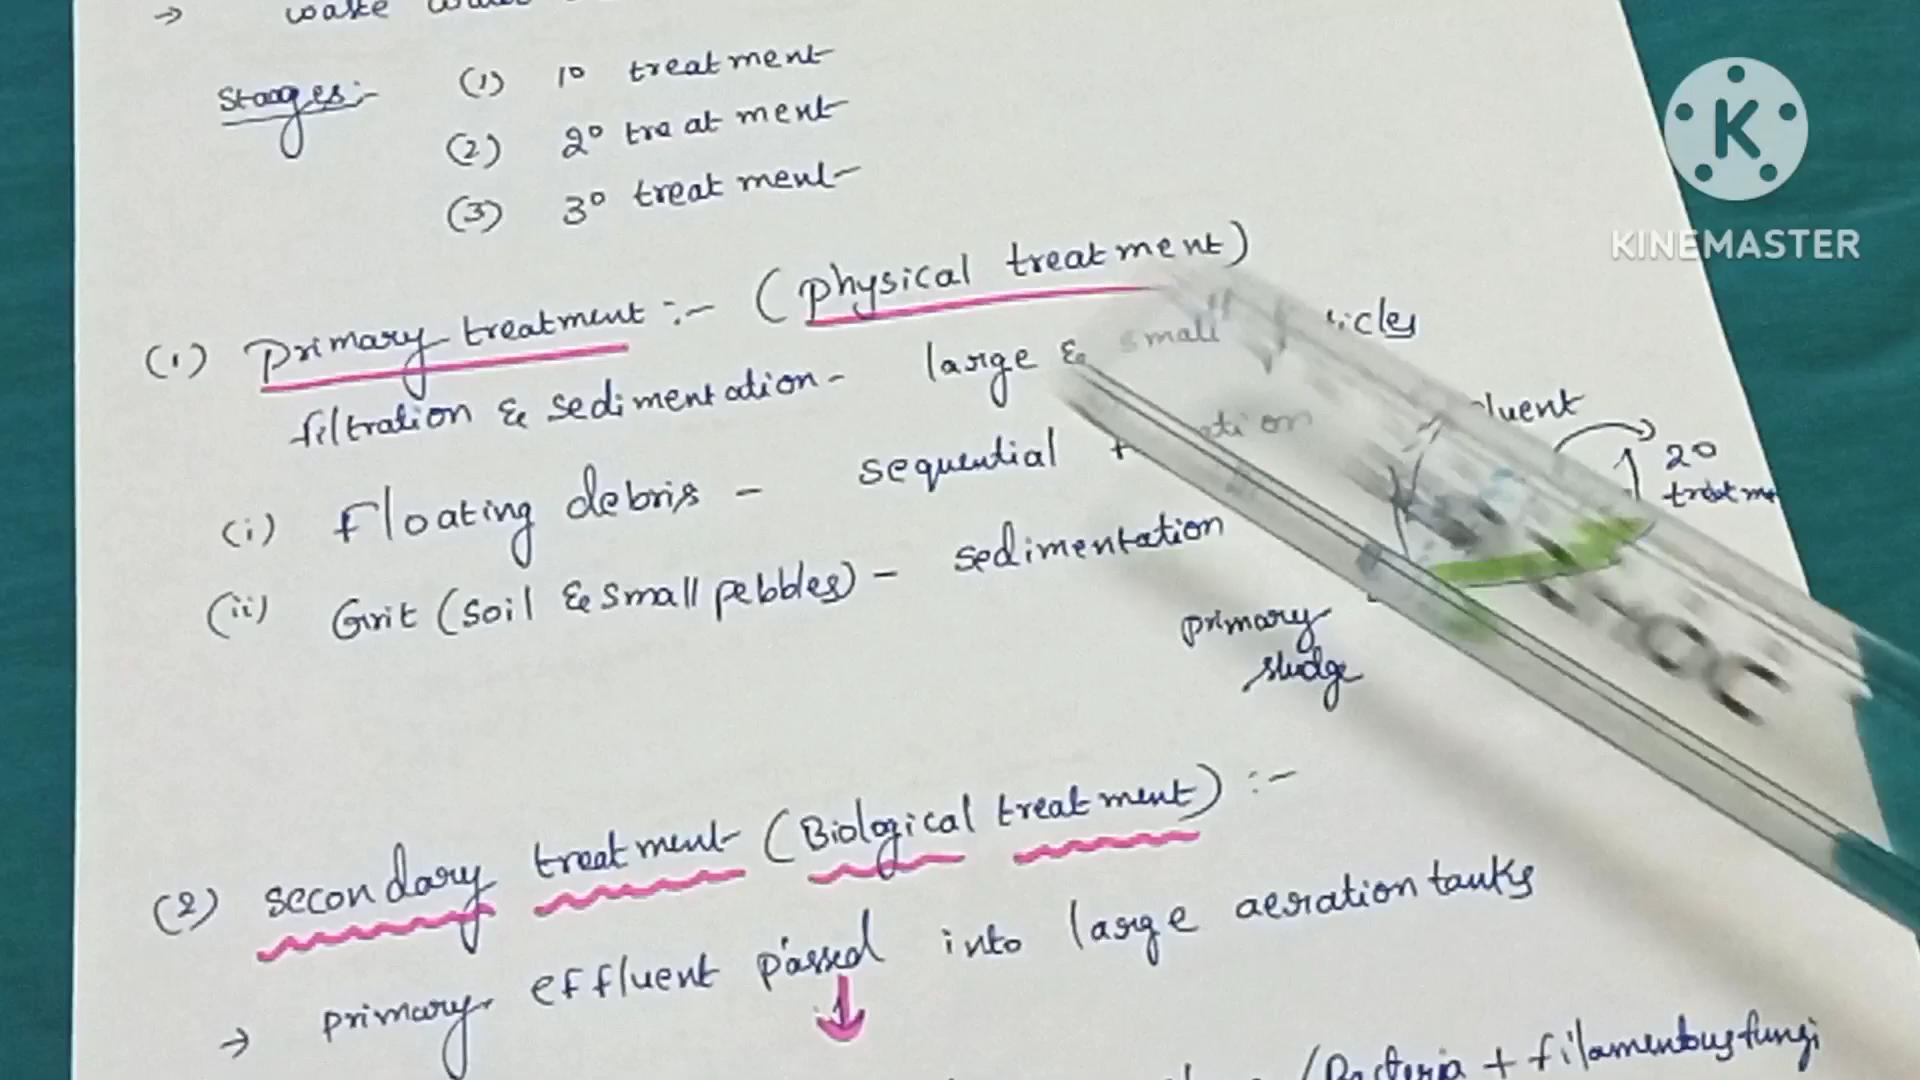 → waste
Stages:- (1) 1° treatment
(2) 2° treatment
(3) 3° treatment
(1) Primary treatment :- (physical treatment)
filtration & sedimentation - large & small
(i) Floating debris - sequential
(ii) Grit (soil & small pebbles) - sedimentation
2°
primary
sludge
(2) secondary treatment (Biological treatment) :-
→ primary effluent passed into large aeration tanks
(Bacteria + filamentous fungi
K
KINEMASTER